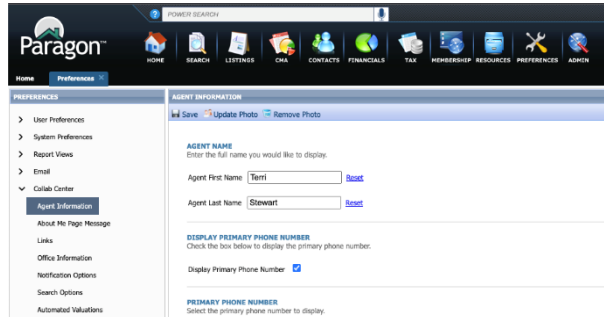 POWER SEARCH
Paragon™
HOME SEARCH LISTINGS CMA CONTACTS FINANCIALS TAX MEMBERSHIP RESOURCES PREFERENCES ADMIN
Home Preferences
PREFERENCES
User Preferences
System Preferences
Report Views
Email
Collab Center
Agent Information
About Me Page Message
Links
Office Information
Notification Options
Search Options
Automated Valuations
AGENT INFORMATION
Save Update Photo Remove Photo
AGENT NAME
Enter the full name you would like to display.
Agent First Name Terri Reset
Agent Last Name Stewart Reset
DISPLAY PRIMARY PHONE NUMBER
Check the box below to display the primary phone number.
Display Primary Phone Number
PRIMARY PHONE NUMBER
Select the primary phone number to display.